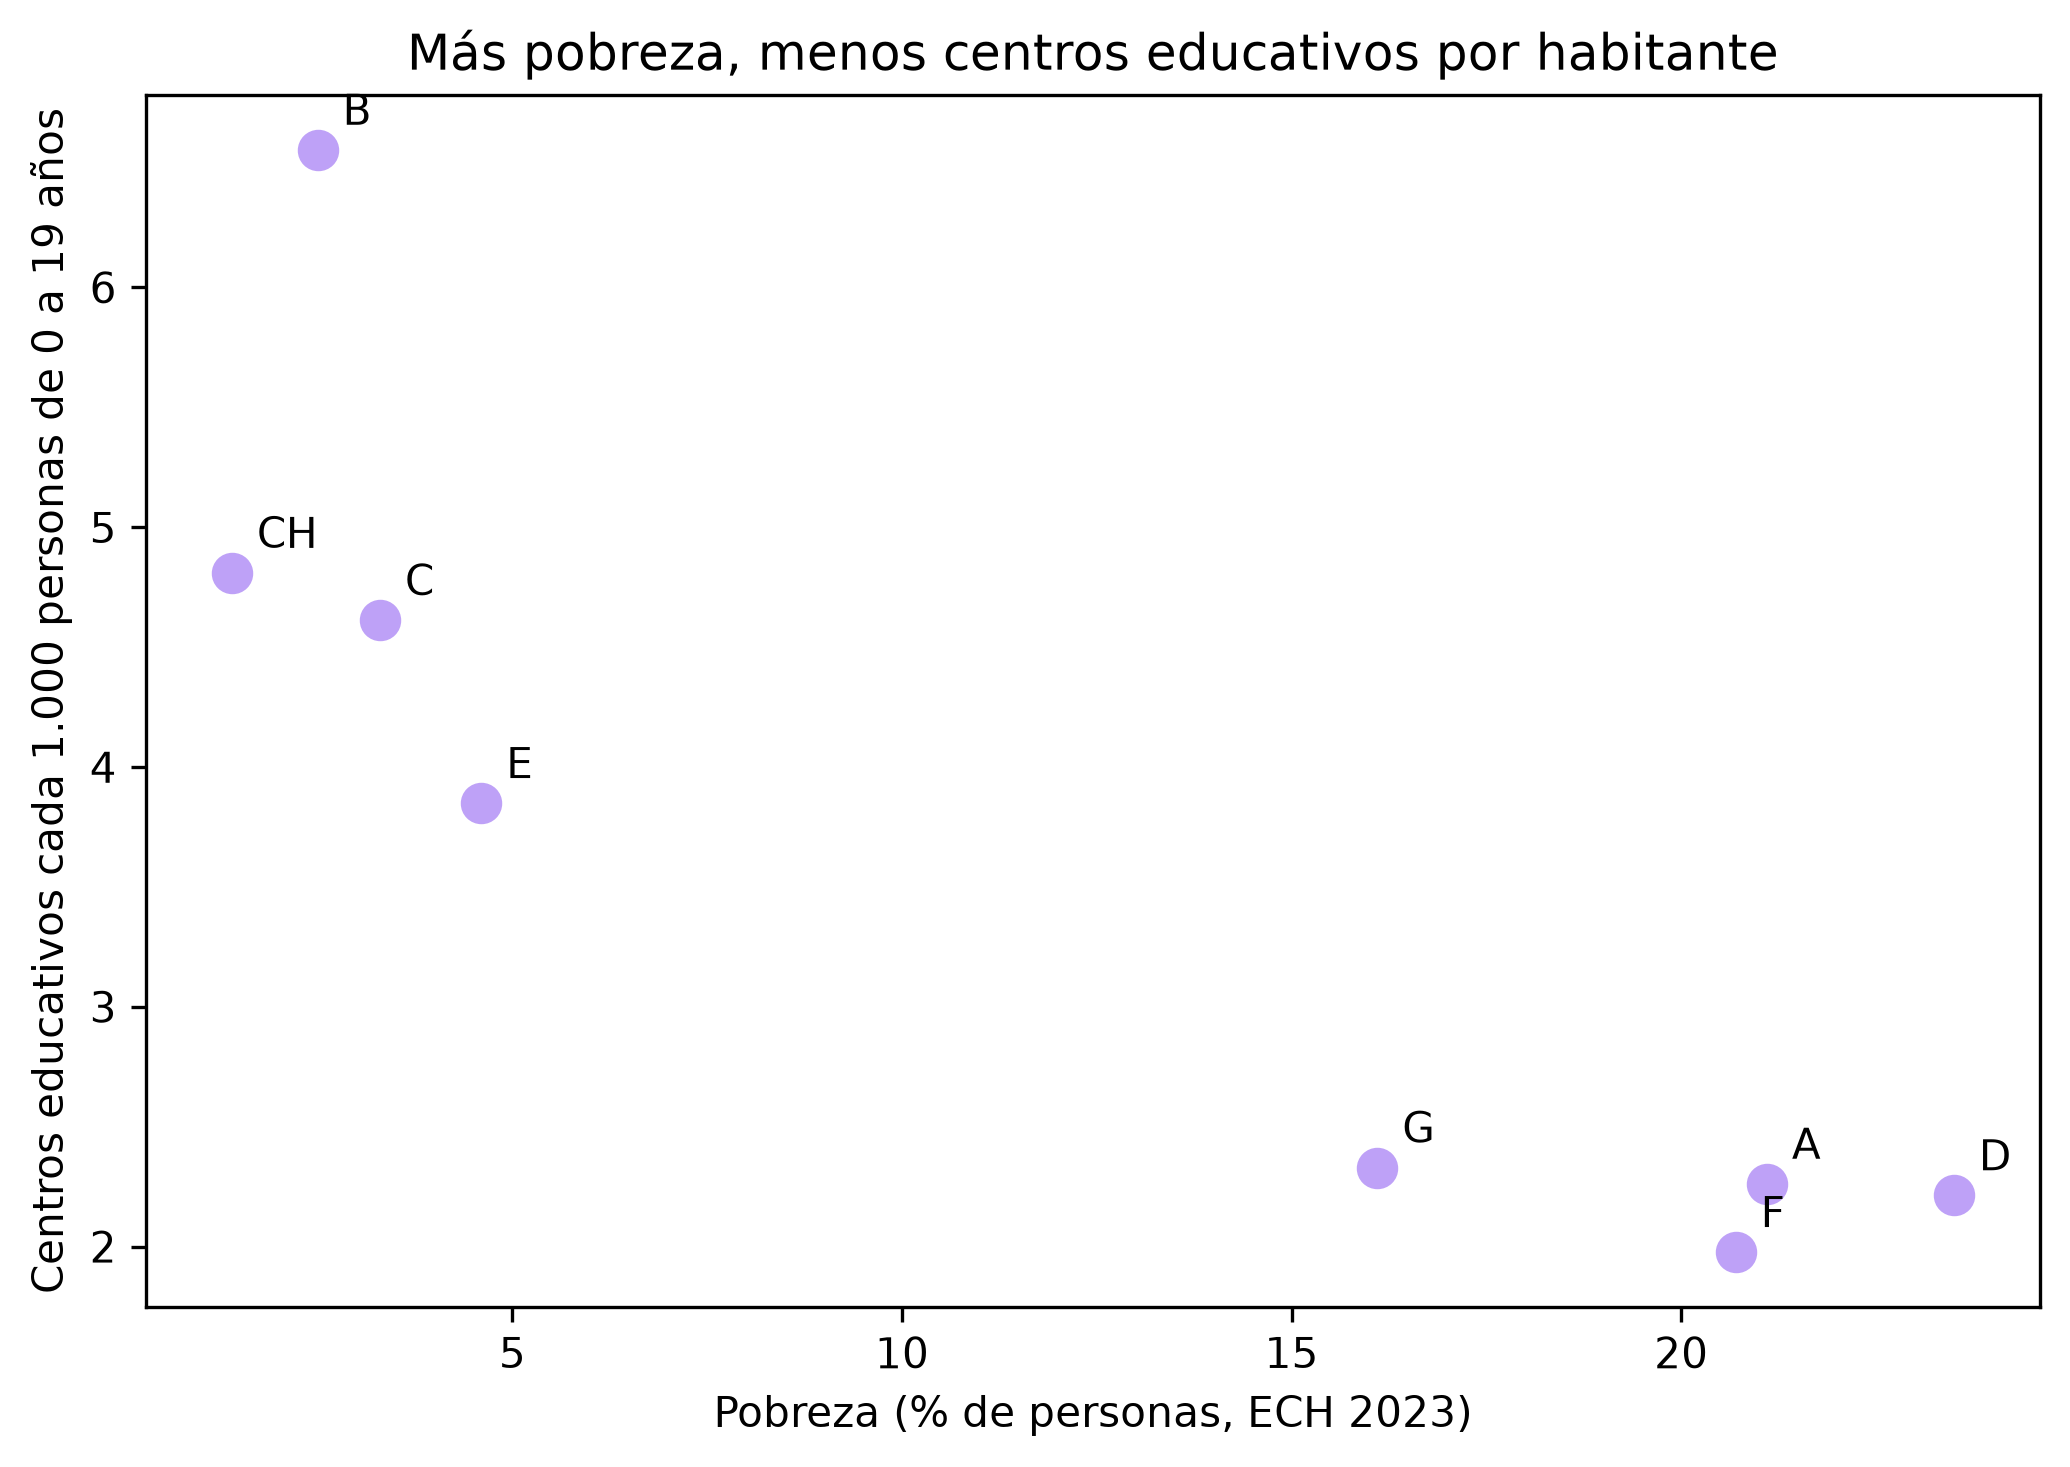 Más pobreza, menos centros educativos por habitante
Centros educativos cada 1.000 personas de 0 a 19 años
6
5
4
3
2
B
CH
C
E
G
A
D
F
5
10
15
20
Pobreza (% de personas, ECH 2023)